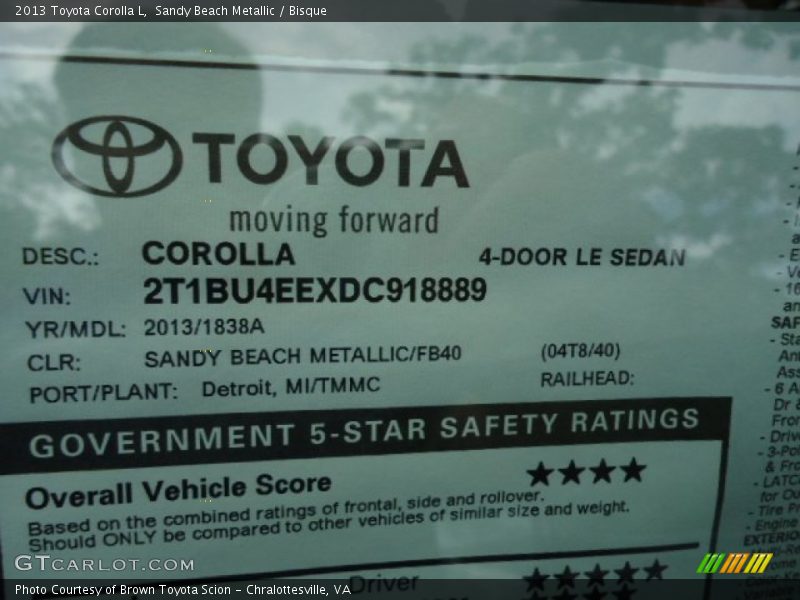 2013 Toyota Corolla L, Sandy Beach Metallic / Bisque
TOYOTA
moving forward
DESC.: COROLLA 4-DOOR LE SEDAN
VIN: 2T1BU4EEXDC918889
YR/MDL: 2013/1838A
CLR: SANDY BEACH METALLIC/FB40 (04T8/40)
PORT/PLANT: Detroit, MI/TMMC RAILHEAD:
GOVERNMENT 5-STAR SAFETY RATINGS
Overall Vehicle Score ★★★★
Based on the combined ratings of frontal, side and rollover.
Should ONLY be compared to other vehicles of similar size and weight.
Driver ★★★★★
GTCARLOT.COM
Photo Courtesy of Brown Toyota Scion – Chralottesville, VA